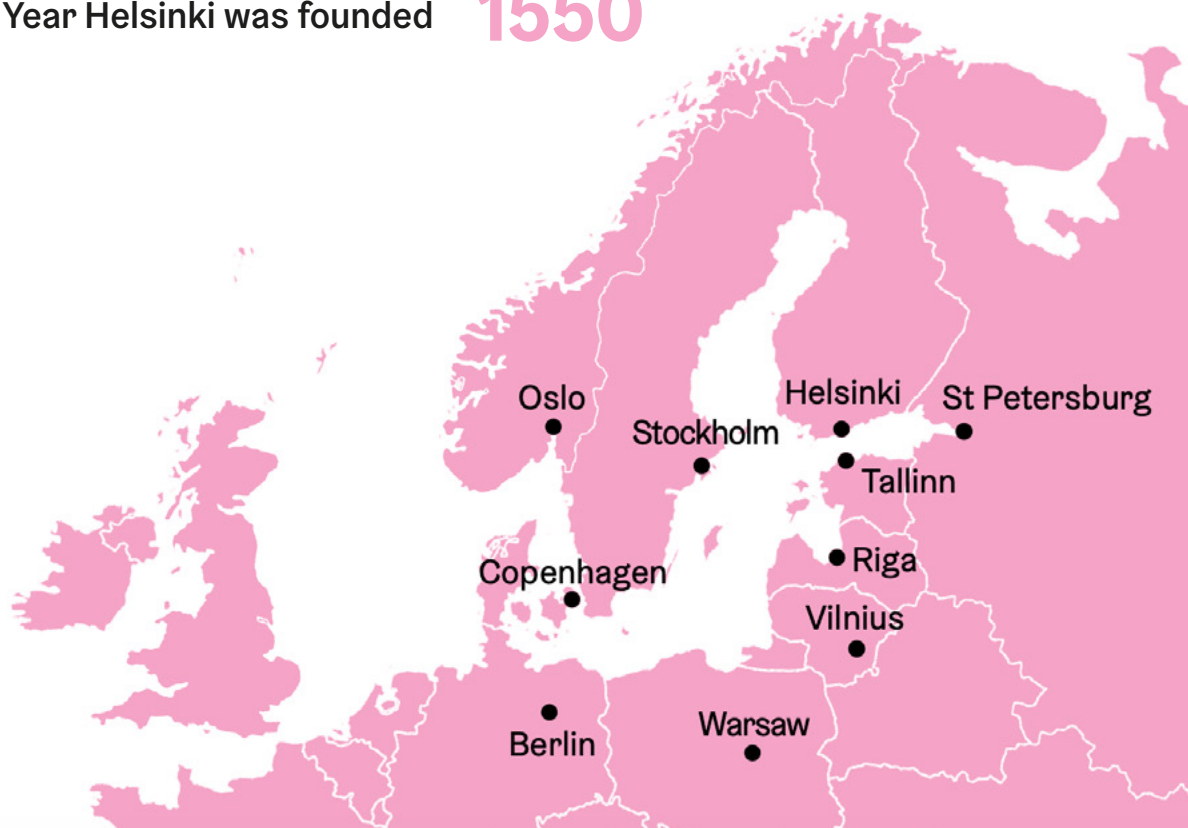 Year Helsinki was founded 1550
Oslo
Helsinki
St Petersburg
Stockholm
Tallinn
Riga
Copenhagen
Vilnius
Warsaw
Berlin